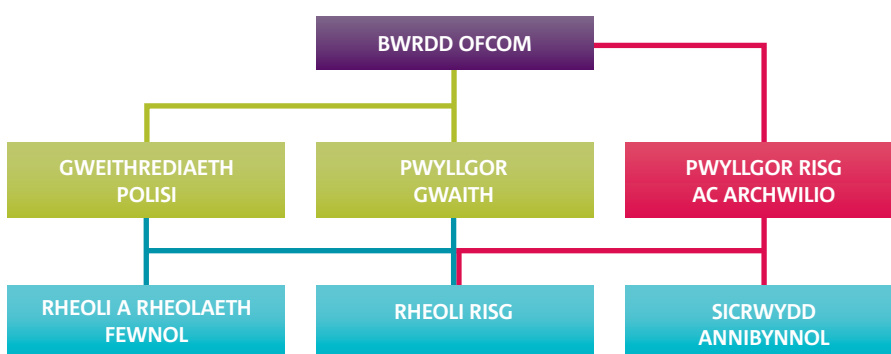 BWRDD OFCOM
GWEITHREDIAETH
POLISI
PWYLLGOR
GWAITH
PWYLLGOR RISG
AC ARCHWILIO
RHEOLI A RHEOLAETH
FEWNOL
RHEOLI RISG
SICRWYDD
ANNIBYNNOL